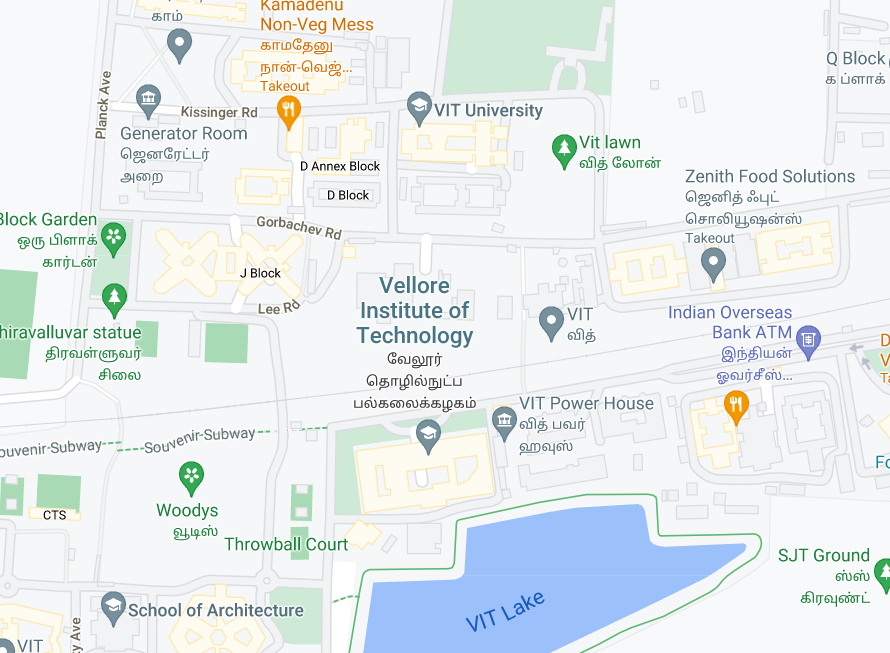 காம்
Kamadenu
Non-Veg Mess
காமதேனு
நான்-வெஜ்...
Takeout
Q Block
க ப்ளாக்
Planck Ave
Kissinger Rd
VIT University
Generator Room
ஜெனரேட்டர்
அறை
Vit lawn
வித் லோன்
D Annex Block
D Block
Zenith Food Solutions
ஜெனித் ஃபுட்
சொலியூஷன்ஸ்
Takeout
Block Garden
ஒரு பிளாக்
கார்டன்
Gorbachev Rd
J Block
Lee Rd
Vellore
Institute of
Technology
வேலூர்
தொழில்நுட்ப
பல்கலைக்கழகம்
VIT
வித்
Indian Overseas
Bank ATM
இந்தியன்
ஓவர்சீஸ்...
hiravalluvar statue
திரவள்ளுவர்
சிலை
VIT Power House
வித் பவர்
ஹவுஸ்
ouvenir-Subway
Souvenir-Subway
Woodys
வூடிஸ்
CTS
Throwball Court
VIT Lake
SJT Ground
ஸ்ஸ்
கிரவுண்ட்
School of Architecture
VIT
ty Ave